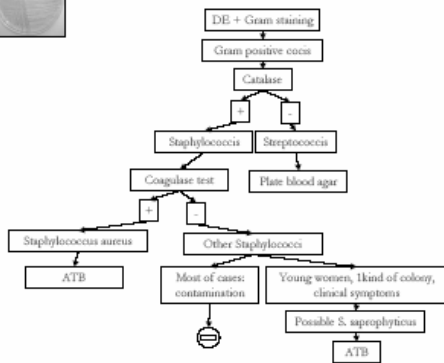 DE + Gram staining
Gram positive cocis
Catalase
+
-
Staphylococcis
Streptococcis
Coagulase test
Plate blood agar
+
-
Staphylococcus aureus
Other Staphylococci
ATB
Most of cases:
contamination
Young women, 1kind of colony,
clinical symptoms
Possible S. saprophyticus
ATB